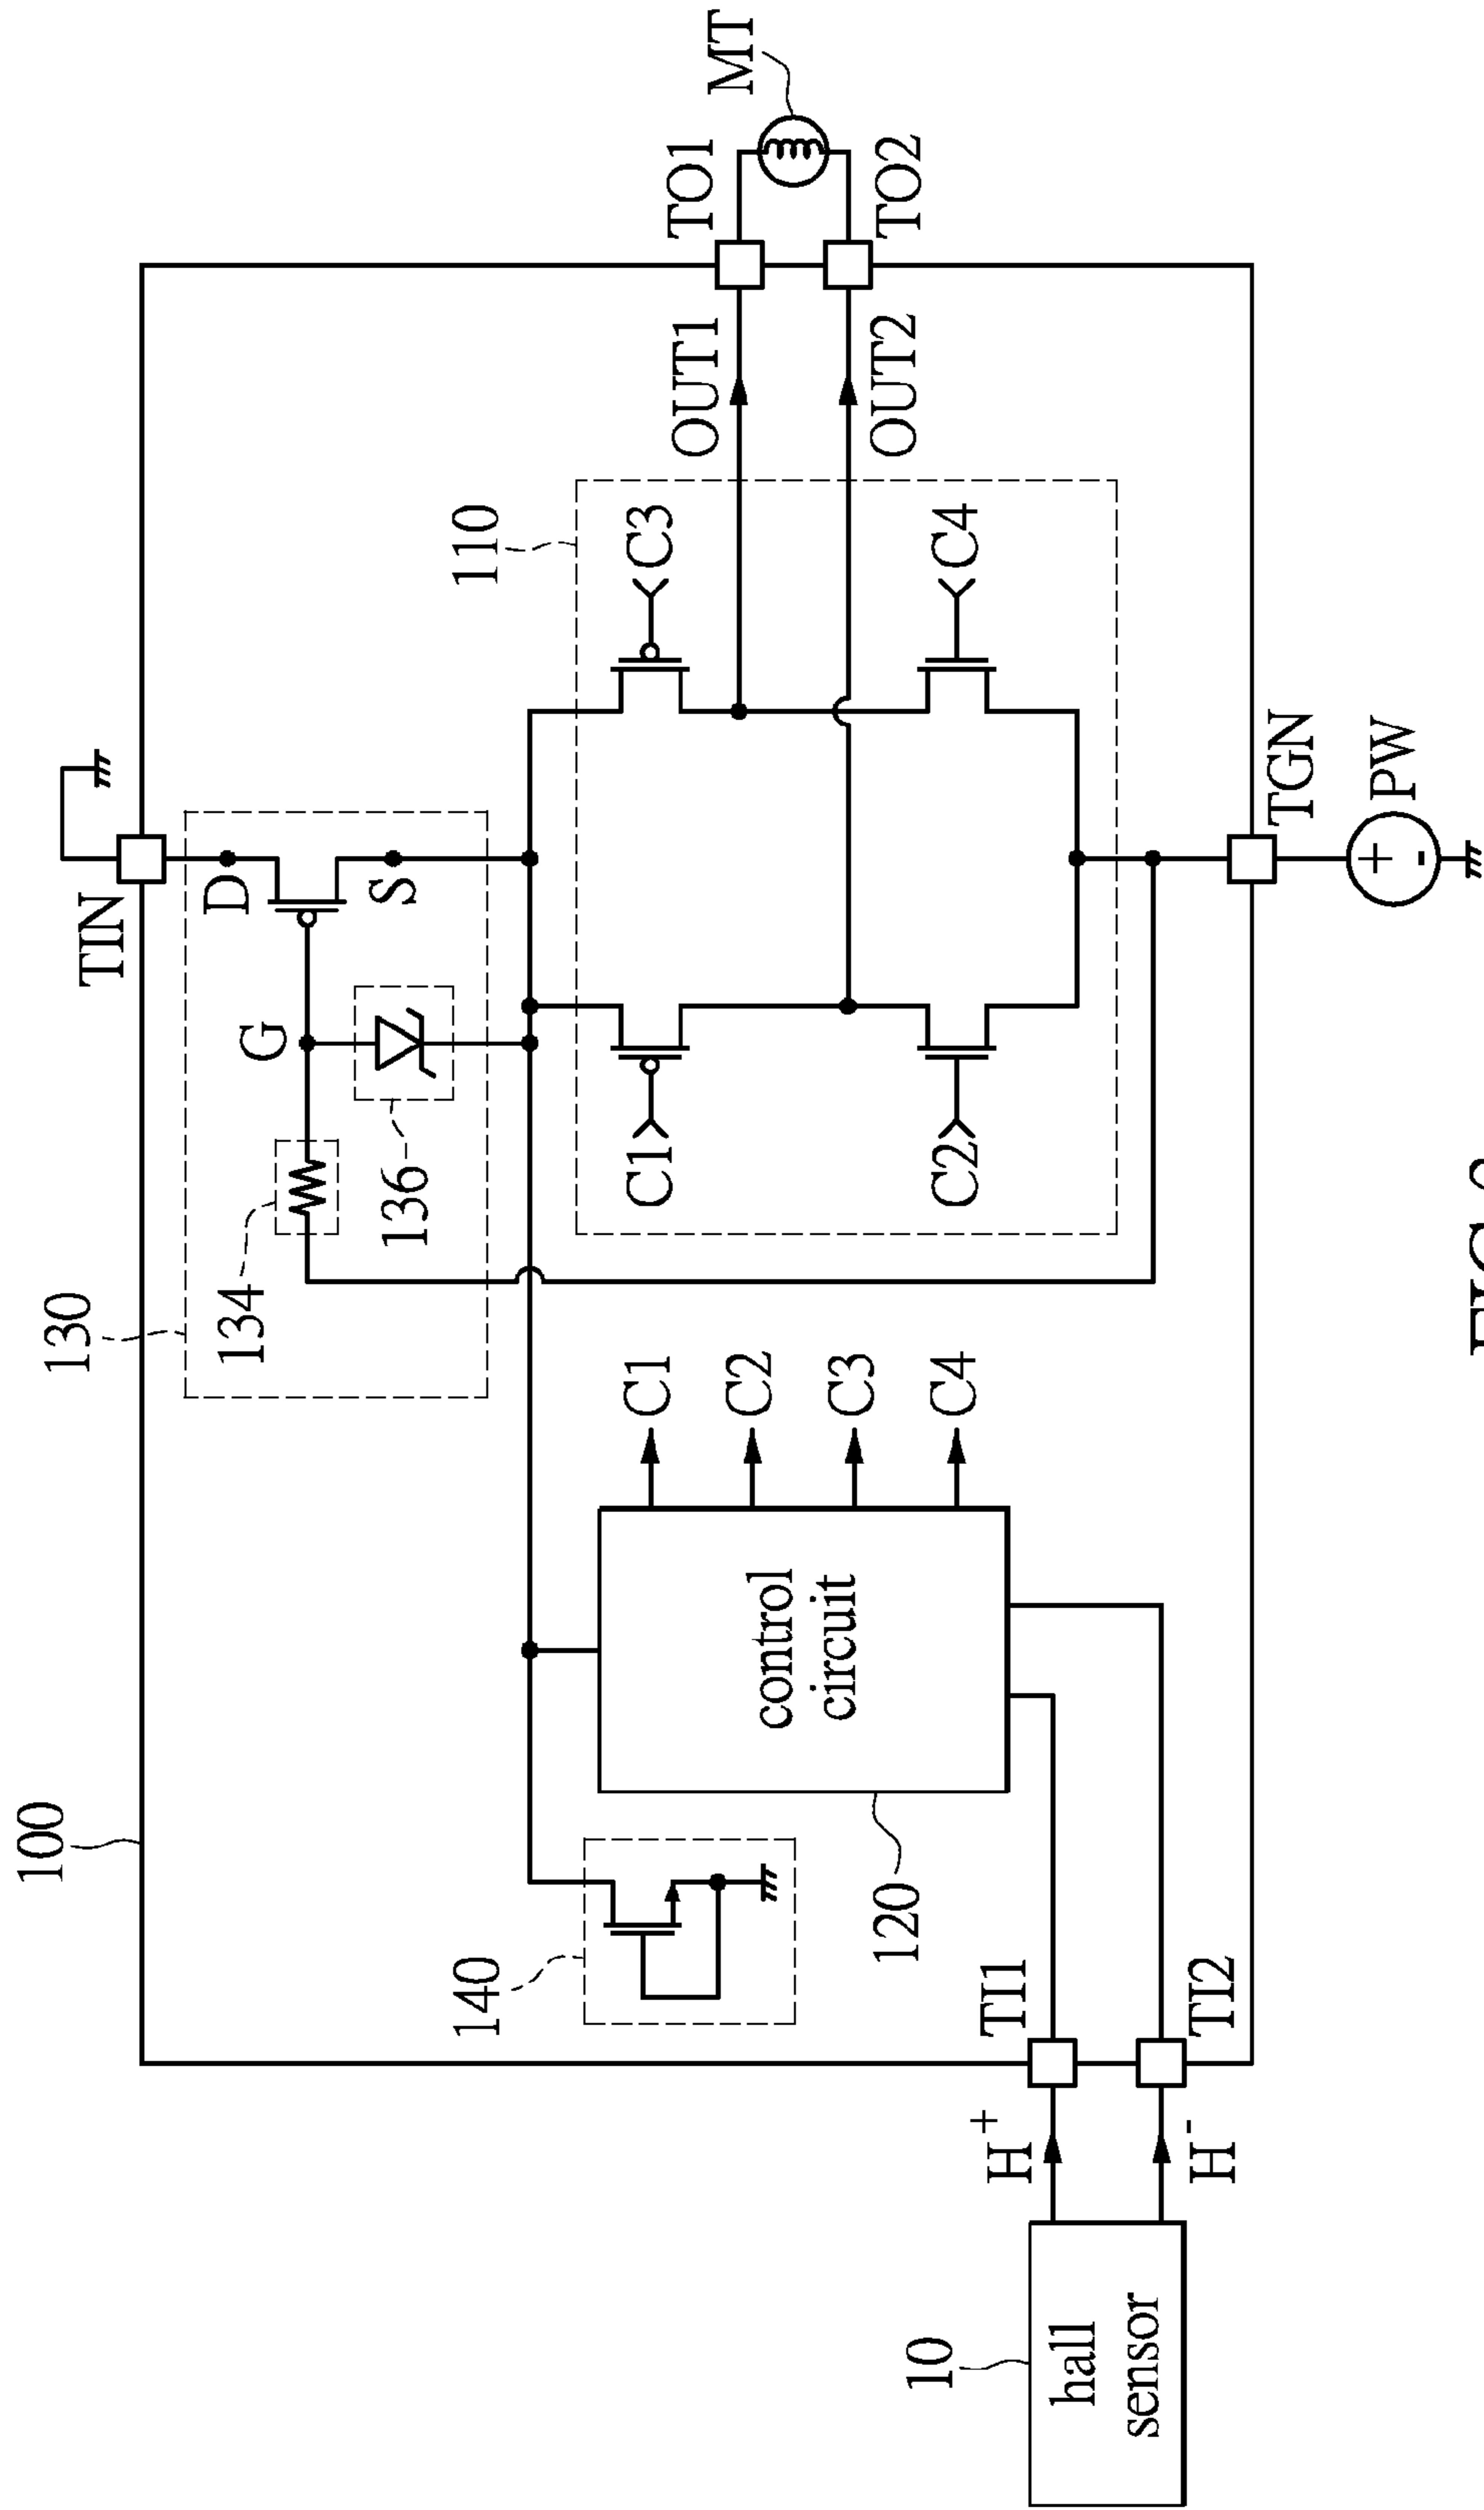 100
130
TIN
134
D
G
S
136
110
140
C1
C3
control
circuit
120
C1
C2
C3
C4
C2
C4
OUT1
OUT2
TO1
TO2
MT
10
hall
sensor
H+
H-
TI1
TI2
TGN
PW
+
-